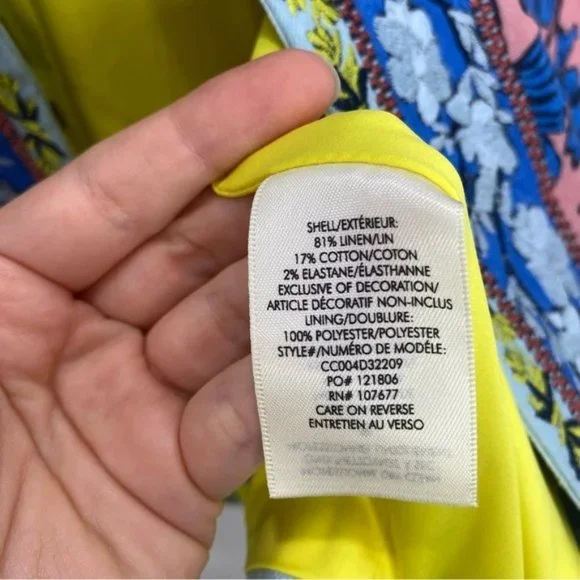 SHELL/EXTÉRIEUR:
81% LINEN/LIN
17% COTTON/COTON
2% ELASTANE/ÉLASTHANNE
EXCLUSIVE OF DECORATION/
ARTICLE DÉCORATIF NON-INCLUS
LINING/DOUBLURE:
100% POLYESTER/POLYESTER
STYLE#/NUMÉRO DE MODÈLE:
CC004D32209
PO# 121806
RN# 107677
CARE ON REVERSE
ENTRETIEN AU VERSO